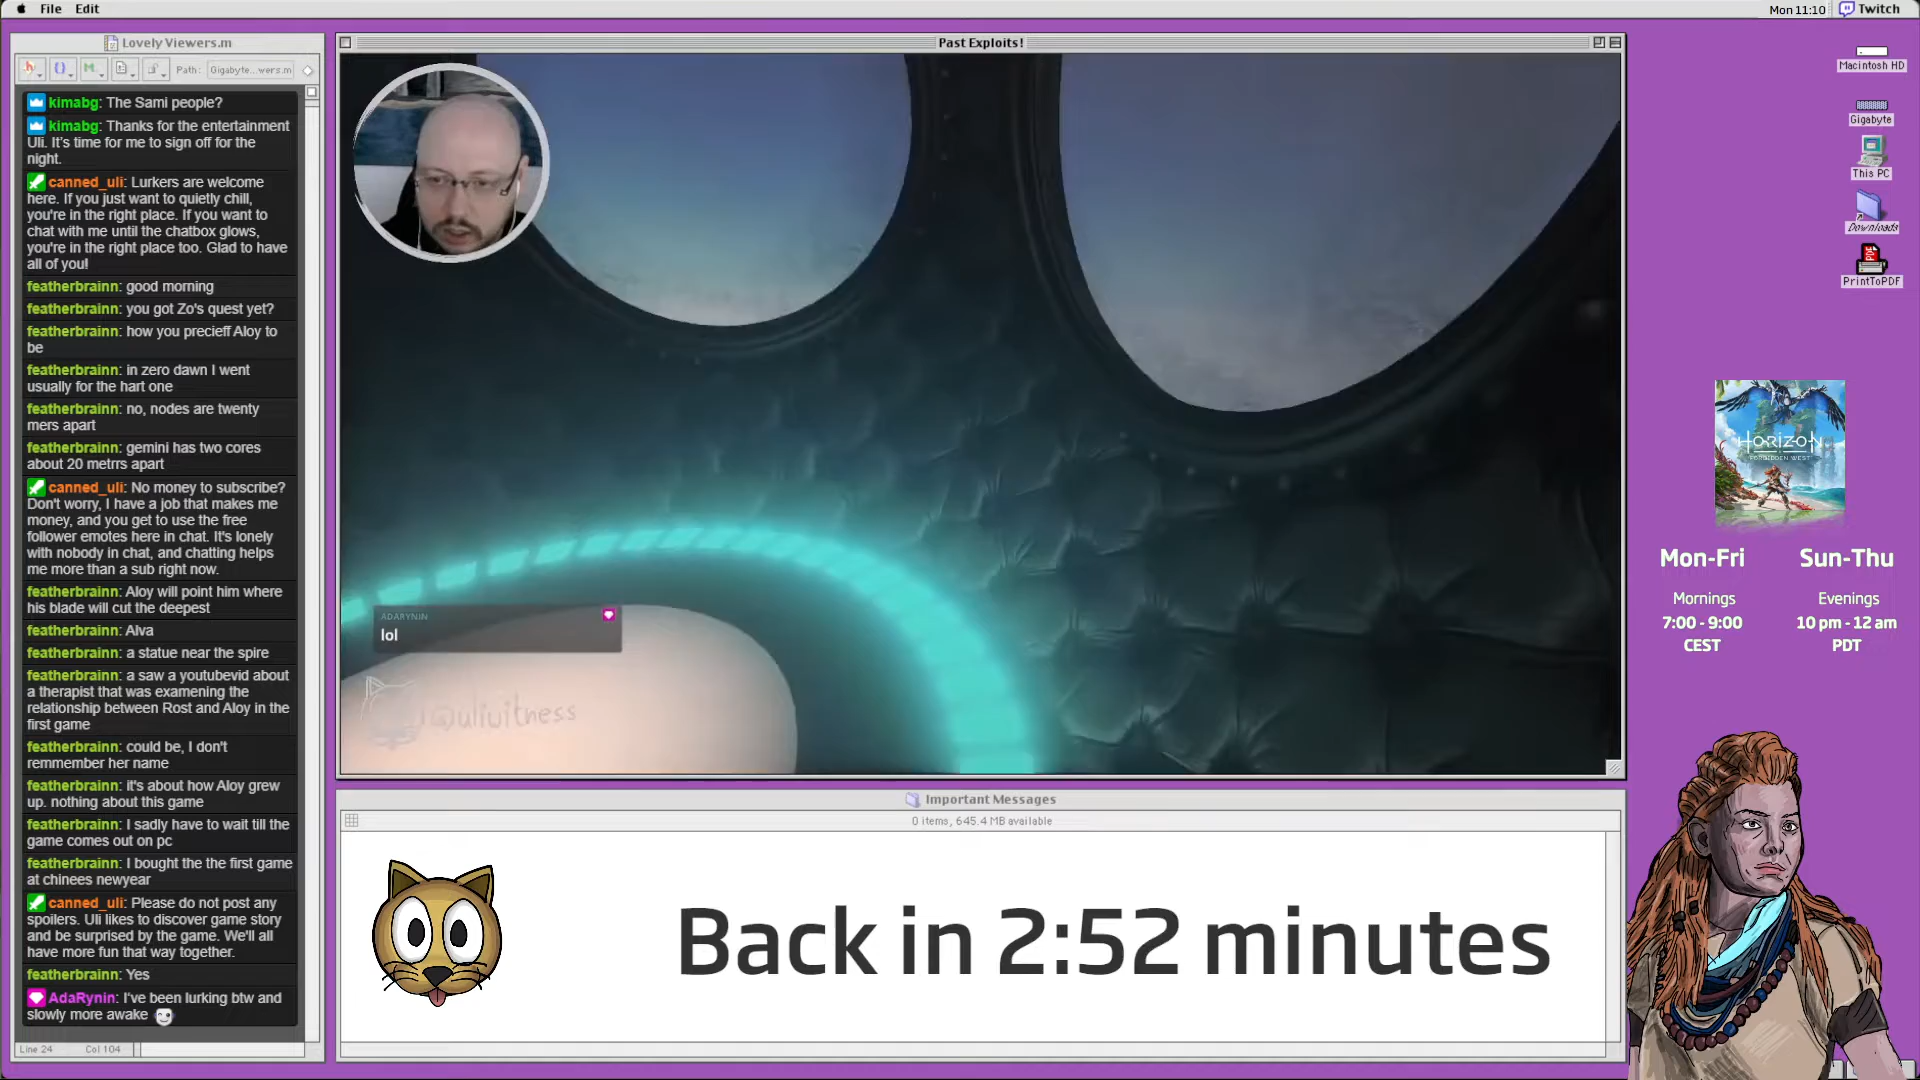 File Edit
Mon 11:10 Twitch
Lovely Viewers.m
Path: Gigabyte...wers.m
kimabg: The Sami people?
kimabg: Thanks for the entertainment
Uli. It's time for me to sign off for the
night.
canned_uli: Lurkers are welcome
here. If you just want to quietly chill,
you're in the right place. If you want to
chat with me until the chatbox glows,
you're in the right place too. Glad to have
all of you!
featherbrainn: good morning
featherbrainn: you got Zo's quest yet?
featherbrainn: how you precieff Aloy to
be
featherbrainn: in zero dawn I went
usually for the hart one
featherbrainn: no, nodes are twenty
mers apart
featherbrainn: gemini has two cores
about 20 metrrs apart
canned_uli: No money to subscribe?
Don't worry, I have a job that makes me
money, and you get to use the free
follower emotes here in chat. It's lonely
with nobody in chat, and chatting helps
me more than a sub right now.
featherbrainn: Aloy will point him where
his blade will cut the deepest
featherbrainn: Alva
featherbrainn: a statue near the spire
featherbrainn: a saw a youtubevid about
a therapist that was examening the
relationship between Rost and Aloy in the
first game
featherbrainn: could be, I don't
remmember her name
featherbrainn: it's about how Aloy grew
up. nothing about this game
featherbrainn: I sadly have to wait till the
game comes out on pc
featherbrainn: I bought the the first game
at chinees newyear
canned_uli: Please do not post any
spoilers. Uli likes to discover game story
and be surprised by the game. We'll all
have more fun that way together.
featherbrainn: Yes
AdaRynin: I've been lurking btw and
slowly more awake
Line 24 Col 104
Past Exploits!
ADARYNIN
lol
@uliwitness
Important Messages
0 items, 645.4 MB available
Back in 2:52 minutes
Macintosh HD
Gigabyte
This PC
Downloads
PDF
PrintToPDF
HORIZON
FORBIDDEN WEST
Mon-Fri
Mornings
7:00 - 9:00
CEST
Sun-Thu
Evenings
10 pm - 12 am
PDT